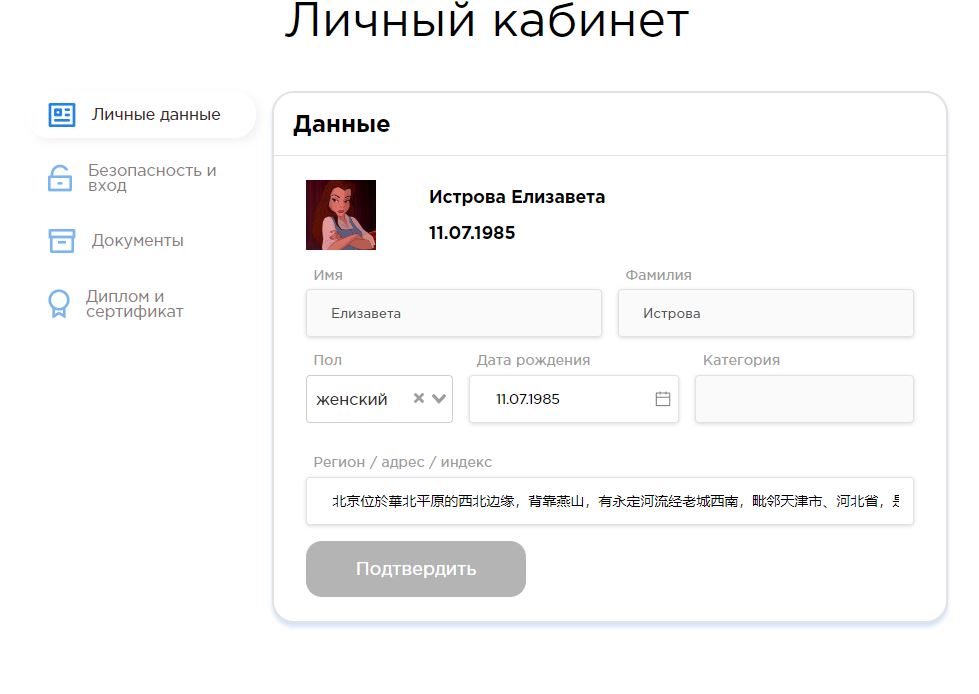 Личный кабинет
Личные данные
Безопасность и
вход
Документы
Диплом и
сертификат
Данные
Истрова Елизавета
11.07.1985
Имя
Фамилия
Елизавета
Истрова
Пол
Дата рождения
Категория
женский
11.07.1985
Регион / адрес / индекс
北京位於華北平原的西北边缘，背靠燕山，有永定河流经老城西南，毗邻天津市、河北省，
Подтвердить